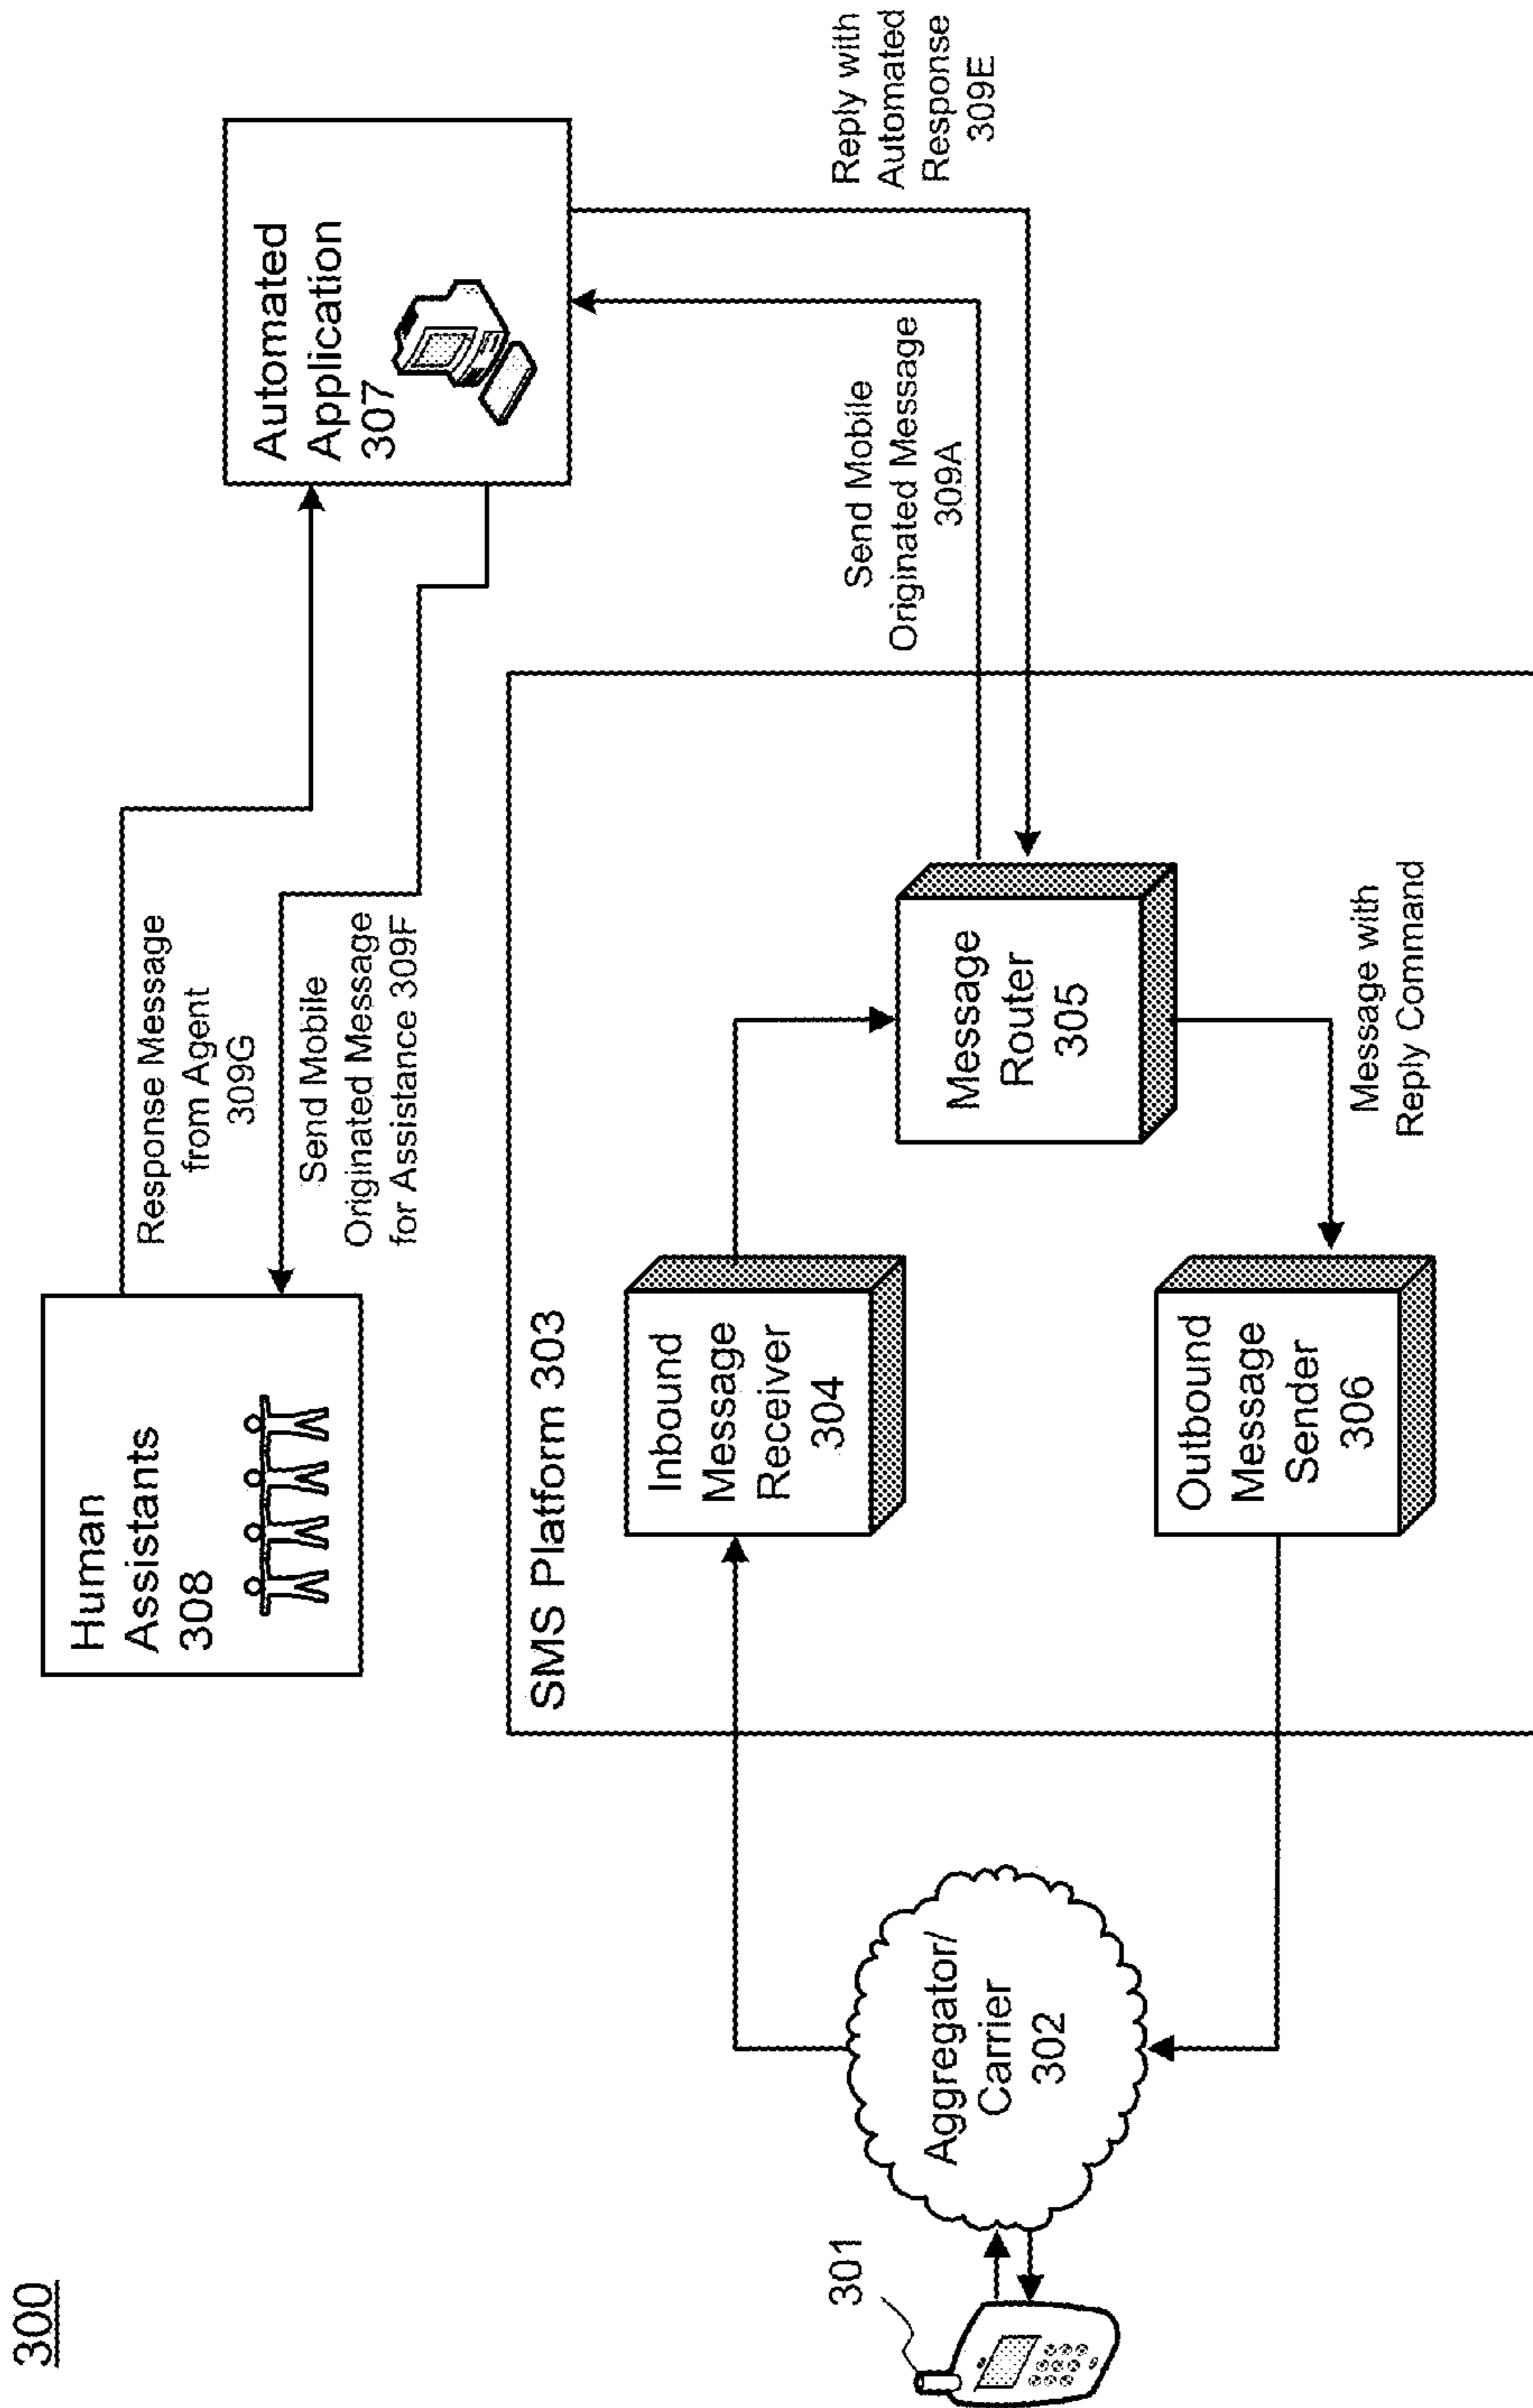 300
Human
Assistants
308
Response Message
from Agent
309G
Send Mobile
Originated Message
for Assistance 309F
Automated
Application
307
SMS Platform 303
Inbound
Message
Receiver
304
Message
Router
305
Send Mobile
Originated Message
309A
Reply with
Automated
Response
309E
301
Aggregator/
Carrier
302
Outbound
Message
Sender
306
Message with
Reply Command